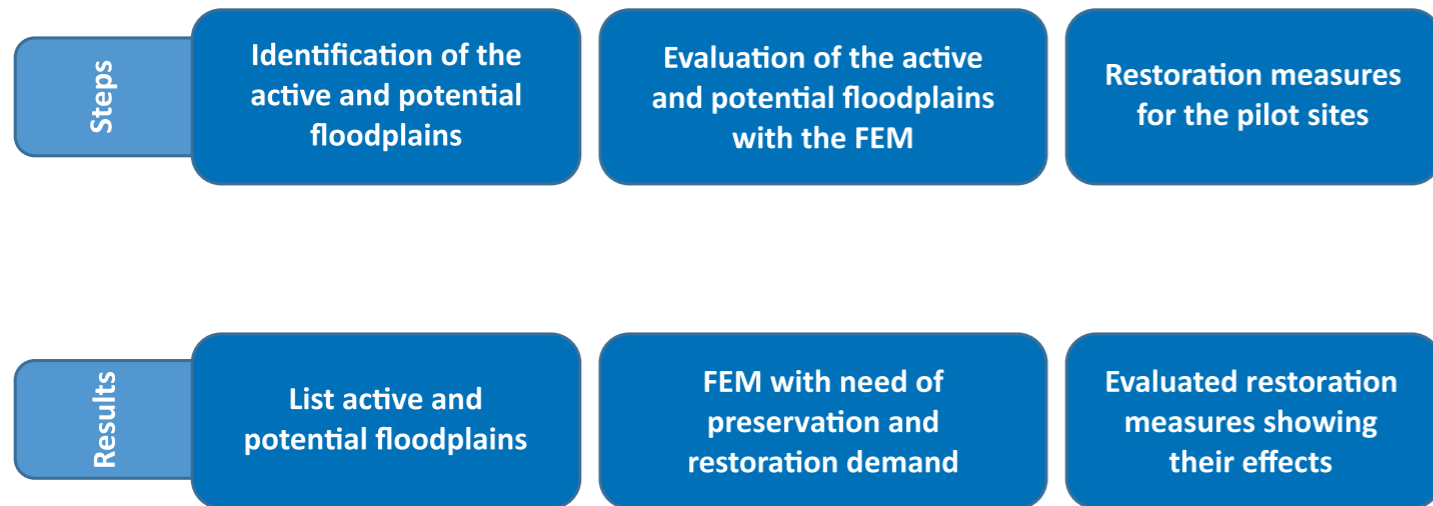 Steps
Identification of the
active and potential
floodplains
Evaluation of the active
and potential floodplains
with the FEM
Restoration measures
for the pilot sites
Results
List active and
potential floodplains
FEM with need of
preservation and
restoration demand
Evaluated restoration
measures showing
their effects